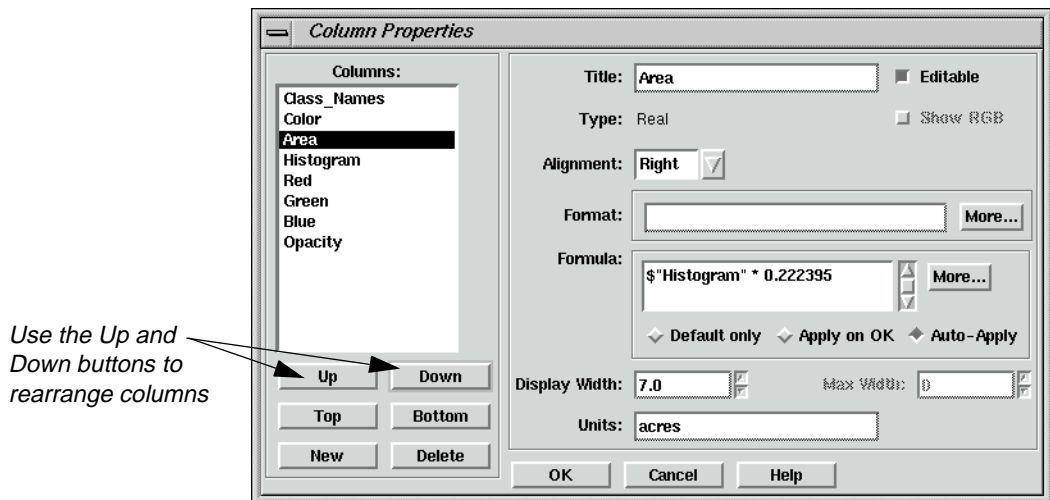 Column Properties
Columns:
Class_Names
Color
Area
Histogram
Red
Green
Blue
Opacity
Up Down
Top Bottom
New Delete
Title: Area Editable
Type: Real Show RGB
Alignment: Right
Format: More...
Formula: $"Histogram" * 0.222395 More...
Default only Apply on OK Auto-Apply
Display Width: 7.0 Max Width: 0
Units: acres
OK Cancel Help
Use the Up and
Down buttons to
rearrange columns